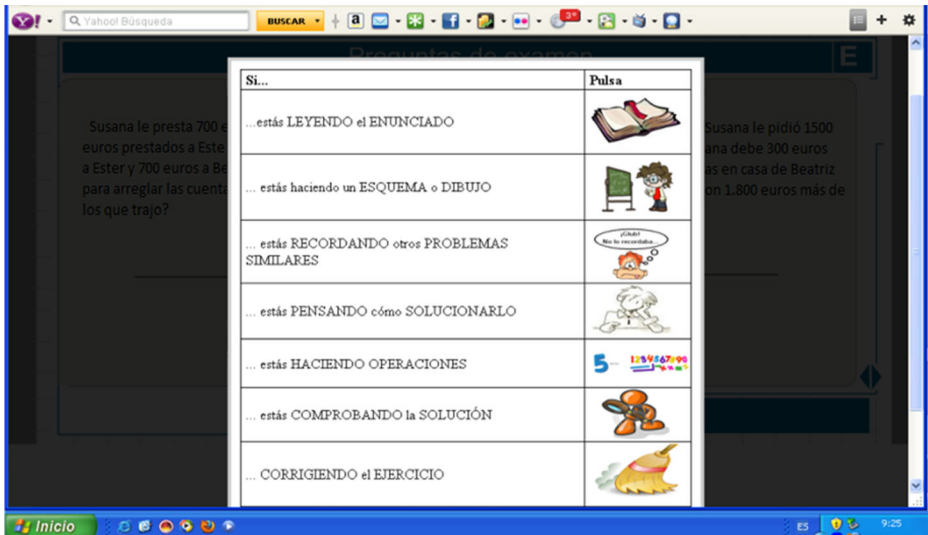 Yahoo! Búsqueda
BUSCAR
a
3°
Preguntas de examen
E
Susana le presta 700 e
euros prestados a Este
a Ester y 700 euros a Be
para arreglar las cuenta
los que trajo?
Susana le pidió 1500
ana debe 300 euros
as en casa de Beatriz
on 1.800 euros más de
Si...
Pulsa
...estás LEYENDO el ENUNCIADO
... estás haciendo un ESQUEMA o DIBUJO
... estás RECORDANDO otros PROBLEMAS
SIMILARES
¡Glub!
No lo recordaba...
... estás PENSANDO cómo SOLUCIONARLO
... estás HACIENDO OPERACIONES
5
1234567890
... estás COMPROBANDO la SOLUCIÓN
... CORRIGIENDO el EJERCICIO
Inicio
ES
9:25